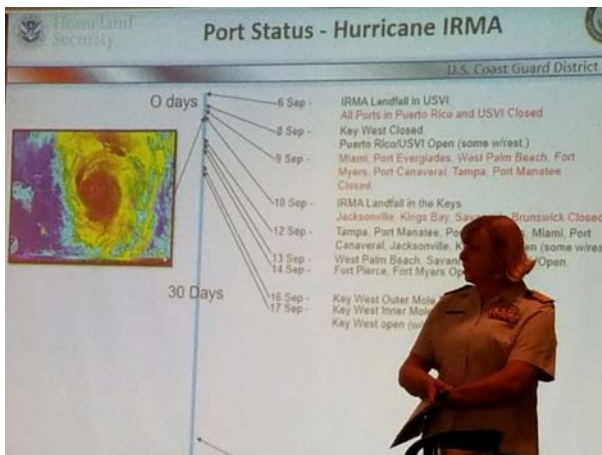 Homeland
Security
Port Status - Hurricane IRMA
U.S. Coast Guard District
O days
6 Sep - IRMA Landfall in USVI
All Ports in Puerto Rico and USVI Closed
8 Sep - Key West Closed
Puerto Rico/USVI Open (some w/rest.)
9 Sep - Miami, Port Everglades, West Palm Beach, Fort
Myers, Port Canaveral, Tampa, Port Manatee
Closed
10 Sep - IRMA Landfall in the Keys
Jacksonville, Kings Bay, Brunswick Closed
12 Sep - Tampa, Port Manatee, Miami, Port
Canaveral, Jacksonville, (some w/res
13 Sep - West Palm Beach, /Open.
14 Sep - Fort Pierce, Fort Myers
30 Days
16 Sep - Key West Outer Mole
17 Sep - Key West Inner Mole
Key West open